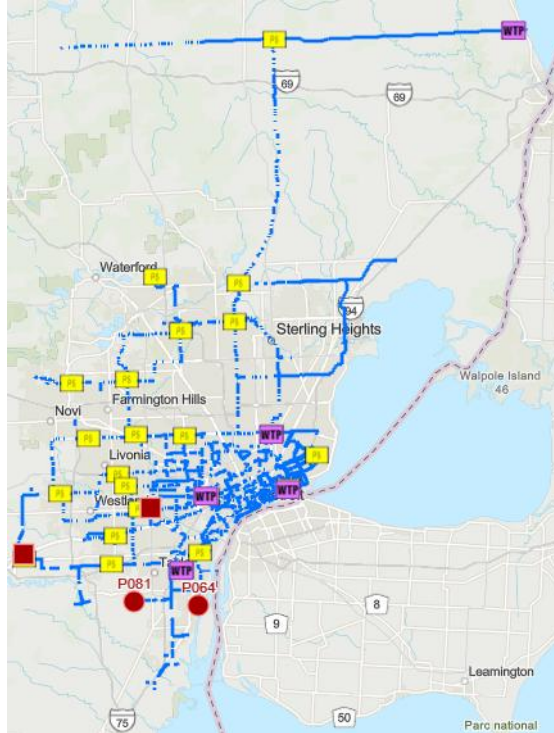 PS
WTP
69
69
Waterford
PS
PS
94
PS
PS
Sterling Heights
PS
PS
Walpole Island
46
Farmington Hills
Novi
PS
PS
PS
WTP
PS
Livonia
PS
PS
PS
WTP
WTP
Westl
PS
PS
PS
PS
Ta
WTP
P081
P064
8
9
Leamington
75
50
Parc national